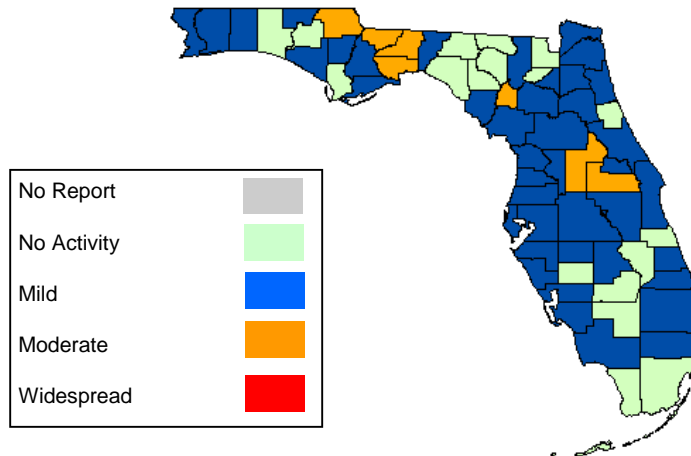 No Report
No Activity
Mild
Moderate
Widespread